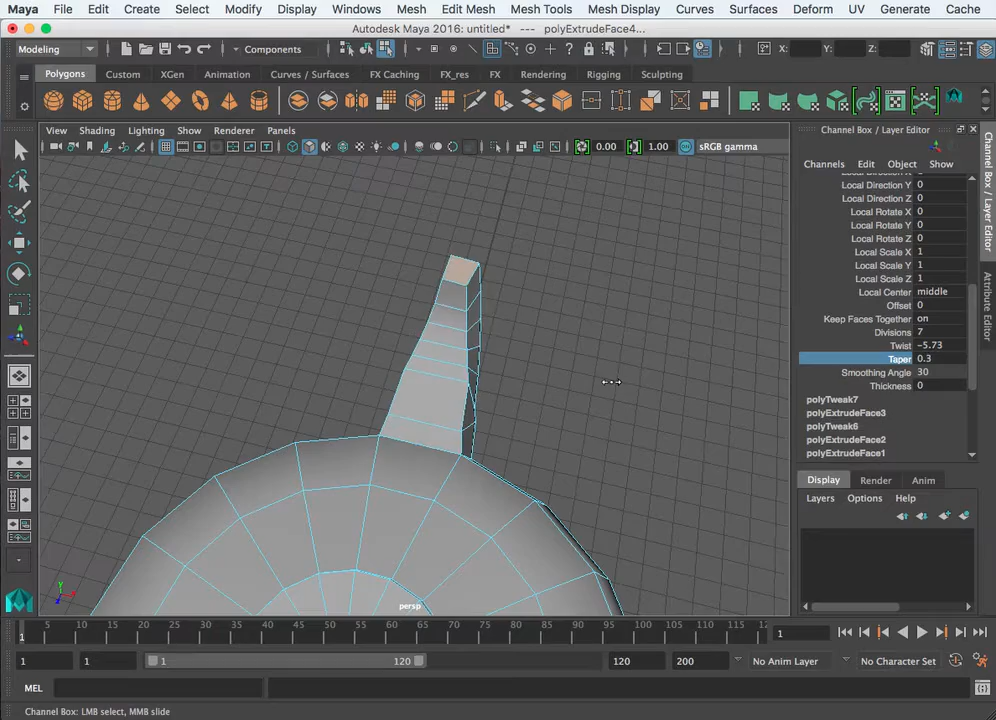 Maya File Edit Create Select Modify Display Windows Mesh Edit Mesh Mesh Tools Mesh Display Curves Surfaces Deform UV Generate Cache
Autodesk Maya 2016: untitled* --- polyExtrudeFace4...
Modeling Components X: Y: Z:
Polygons Custom XGen Animation Curves / Surfaces FX Caching FX_res FX Rendering Rigging Sculpting
View Shading Lighting Show Renderer Panels
0.00 1.00 sRGB gamma
Channel Box / Layer Editor
Channels Edit Object Show
Local Direction Y 0
Local Direction Z 0
Local Rotate X 0
Local Rotate Y 0
Local Rotate Z 0
Local Scale X 1
Local Scale Y 1
Local Scale Z 1
Local Center middle
Offset 0
Keep Faces Together on
Divisions 7
Twist -5.73
Taper 0.3
Smoothing Angle 30
Thickness 0
polyTweak7
polyExtrudeFace3
polyTweak6
polyExtrudeFace2
polyExtrudeFace1
Display Render Anim
Layers Options Help
Channel Box / Layer Editor
Attribute Editor
persp
1 5 10 15 20 25 30 35 40 45 50 55 60 65 70 75 80 85 90 95 100 105 110 115 12
1
1 1 1 120 120 200 No Anim Layer No Character Set
MEL
Channel Box: LMB select, MMB slide